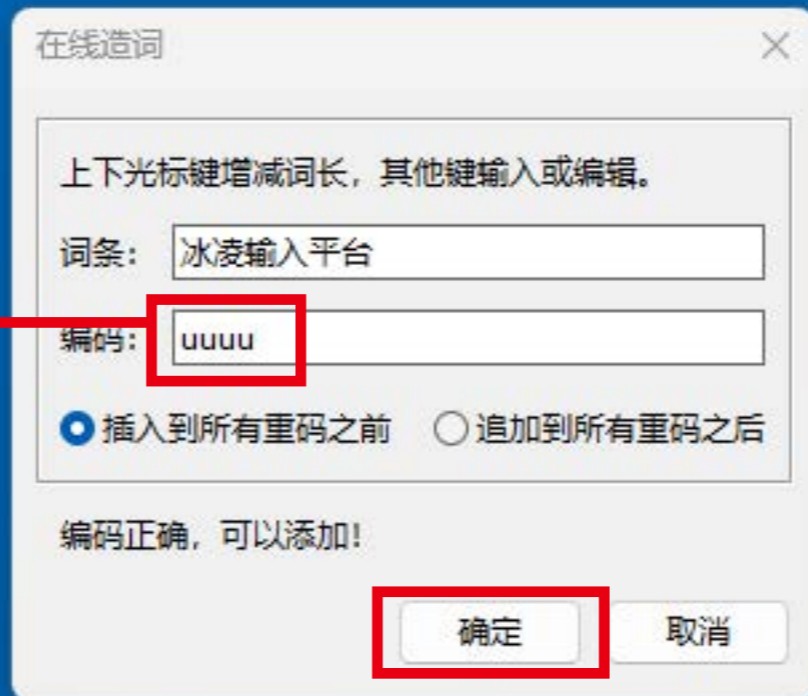 在线造词
上下光标键增减词长，其他键输入或编辑。
词条： 冰凌输入平台
编码： uuuu
插入到所有重码之前 追加到所有重码之后
编码正确，可以添加！
确定 取消